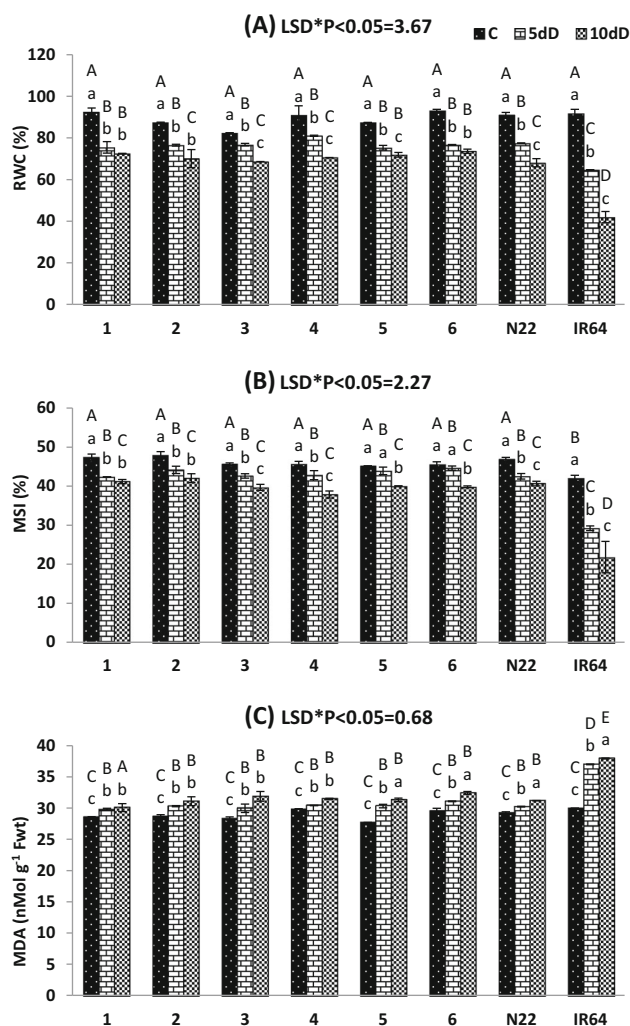 (A) LSD*P<0.05=3.67
C 5dD 10dD
A B B A B C A B C A B C A B B A B B A B C A C D
a b b a b b a b c a b c a b c a b b a b c a b c
RWC (%)
120
100
80
60
40
20
0
1 2 3 4 5 6 N22 IR64
(B) LSD*P<0.05=2.27
A B C A B C A B C A B C A B C A B C A B C B C D
a b b a b b a b c a b c a a b a a b a b c a b c
MSI (%)
60
50
40
30
20
10
0
1 2 3 4 5 6 N22 IR64
(C) LSD*P<0.05=0.68
C B A C B B C B B C B B C B B C B B C B B C D E
c b b c b b c b b c b b c b a c b a c b a c b a
MDA (nMol g-1 Fwt)
40
35
30
25
20
15
10
5
0
1 2 3 4 5 6 N22 IR64